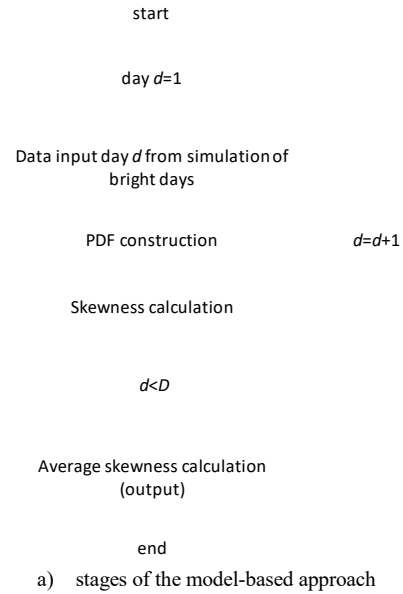 start
day d=1
Data input day d from simulation of
bright days
PDF construction
d=d+1
Skewness calculation
d<D
Average skewness calculation
(output)
end
a) stages of the model-based approach